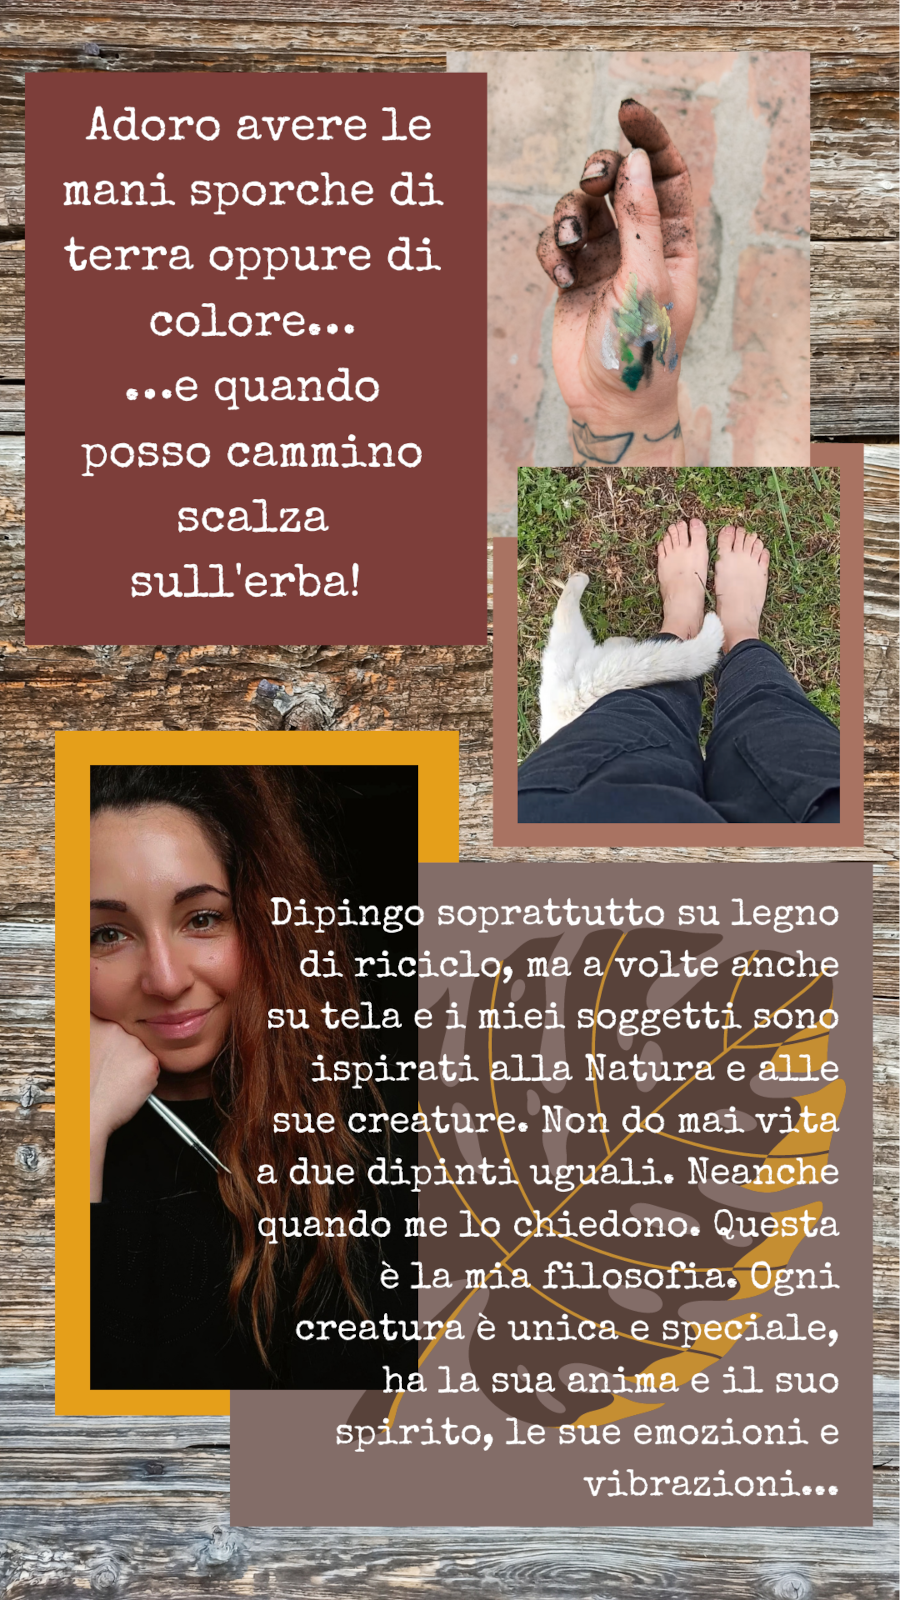 Adoro avere le
mani sporche di
terra oppure di
colore...
...e quando
posso cammino
scalza
sull'erba!
Dipingo soprattutto su legno
di riciclo, ma a volte anche
su tela e i miei soggetti sono
ispirati alla Natura e alle
sue creature. Non do mai vita
a due dipinti uguali. Neanche
quando me lo chiedono. Questa
è la mia filosofia. Ogni
creatura è unica e speciale,
ha la sua anima e il suo
spirito, le sue emozioni e
vibrazioni...